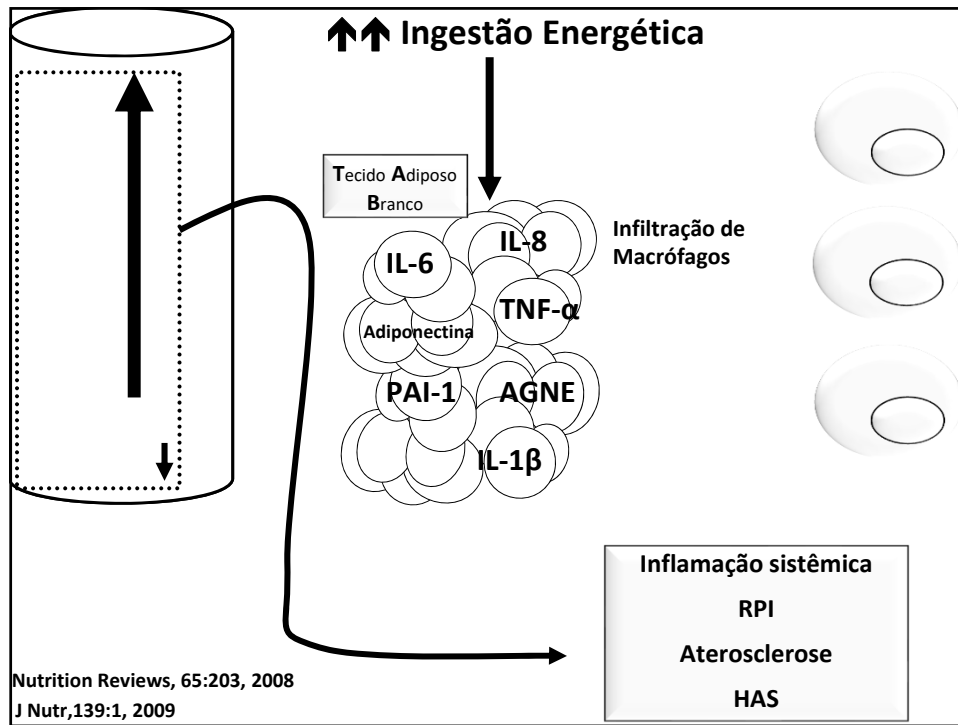 Ingestão Energética
Tecido Adiposo
Branco
IL-8
Infiltração de
Macrófagos
IL-6
TNF-α
Adiponectina
PAI-1
AGNE
IL-1β
Inflamação sistêmica
RPI
Aterosclerose
HAS
Nutrition Reviews, 65:203, 2008
J Nutr,139:1, 2009